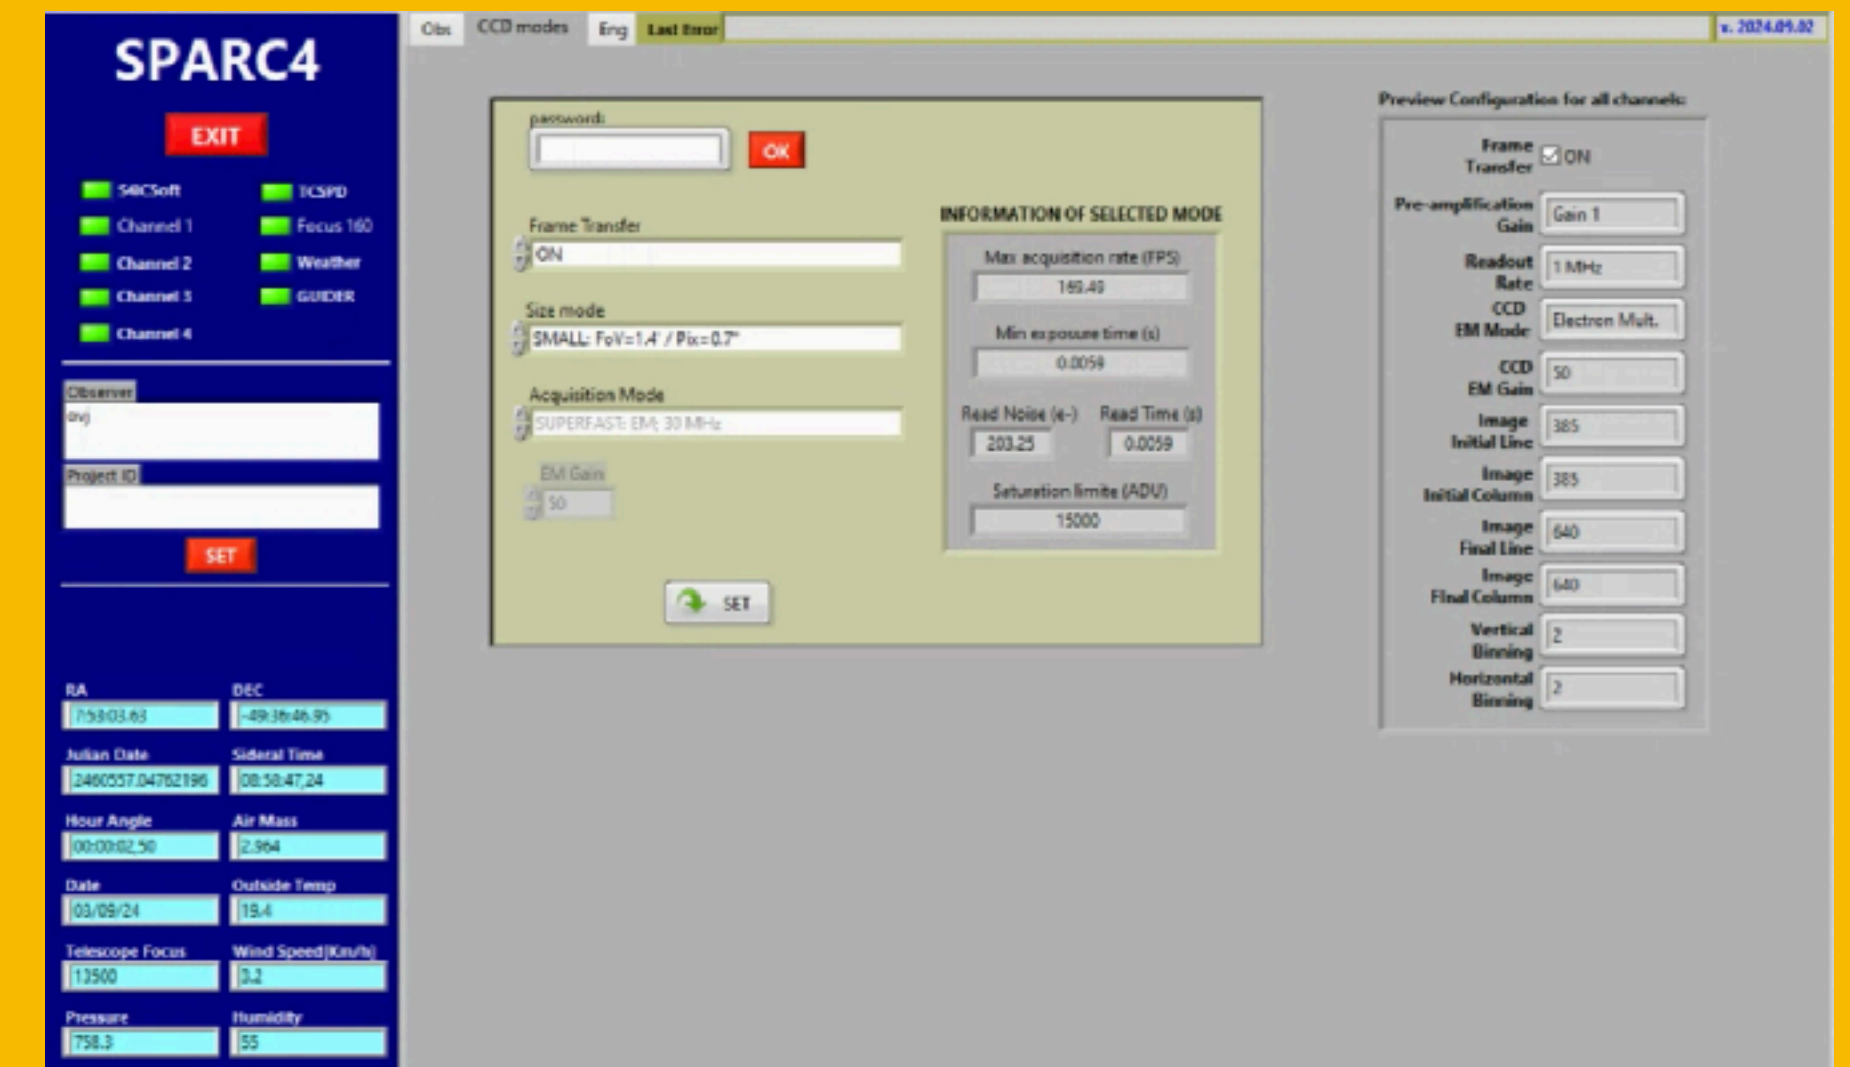 SPARC4
EXIT
S4ICSoft
TCSPD
Channel 1
Focus 160
Channel 2
Weather
Channel 3
GUIDER
Channel 4
Observer
Project ID
SET
RA
DEC
7:53:03.63
-49:36:46.95
Julian Date
Sideral Time
2460557.04762196
08:58:47,24
Hour Angle
Air Mass
00:00:02,50
2.964
Date
Outside Temp
03/09/24
19.4
Telescope Focus
Wind Speed(Km/h)
13500
3.2
Pressure
Humidity
758.3
55
Obs
CCD modes
Eng
Last Error
v. 2024.09.02
password:
OK
Frame Transfer
ON
Size mode
SMALL: FoV=1.4' / Pix=0.7"
Acquisition Mode
SUPERFAST: EM; 30 MHz
EM Gain
50
SET
INFORMATION OF SELECTED MODE
Max acquisition rate (FPS)
169.49
Min exposure time (s)
0.0059
Read Noise (e-)
Read Time (s)
203.25
0.0059
Saturation limite (ADU)
15000
Preview Configuration for all channels:
Frame
Transfer
ON
Pre-amplification
Gain
Gain 1
Readout
Rate
1 MHz
CCD
EM Mode
Electron Mult.
CCD
EM Gain
50
Image
Initial Line
385
Image
Initial Column
385
Image
Final Line
640
Image
FInal Column
640
Vertical
Binning
2
Horizontal
Binning
2